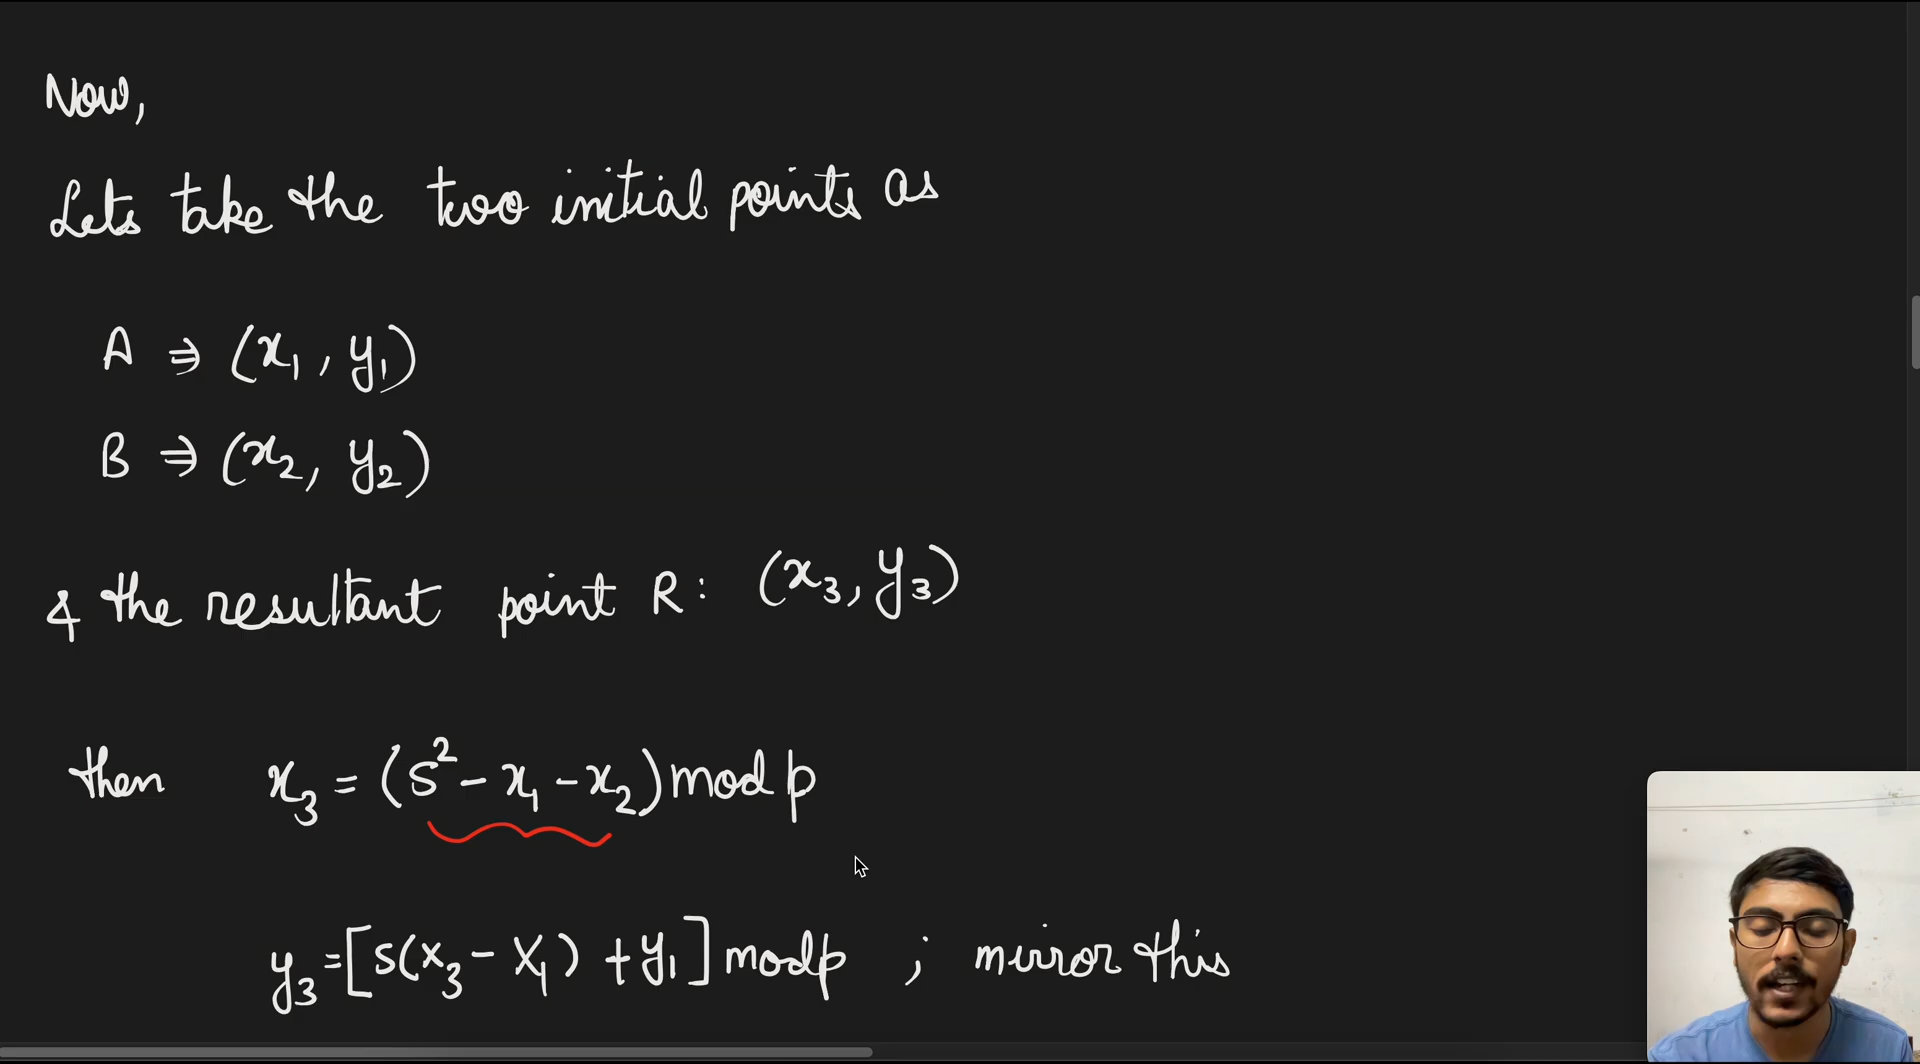 Now,
Lets take the two initial points as
A ⇒ (x₁, y₁)
B ⇒ (x₂, y₂)
& the resultant point R: (x₃, y₃)
then x₃ = (s² - x₁ - x₂) mod p
y₃ = [s(x₃ - x₁) + y₁] mod p ; mirror this